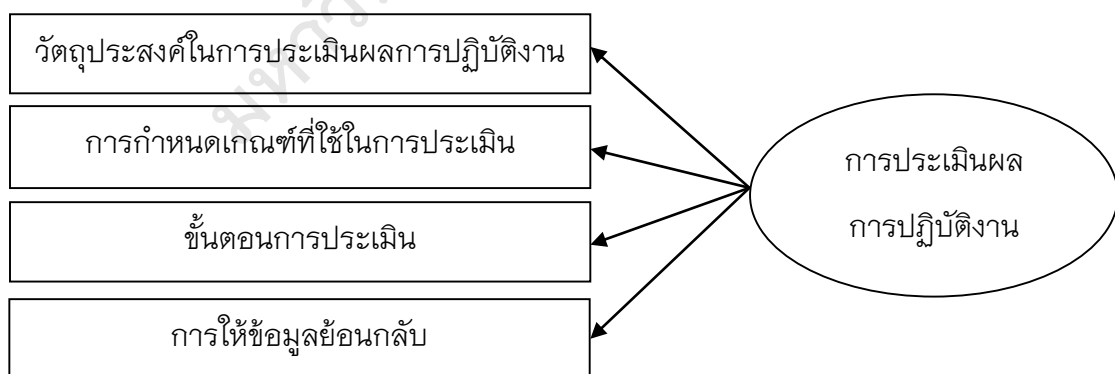 วัตถุประสงค์ในการประเมินผลการปฏิบัติงาน
การกำหนดเกณฑ์ที่ใช้ในการประเมิน
ขั้นตอนการประเมิน
การให้ข้อมูลย้อนกลับ
การประเมินผล
การปฏิบัติงาน